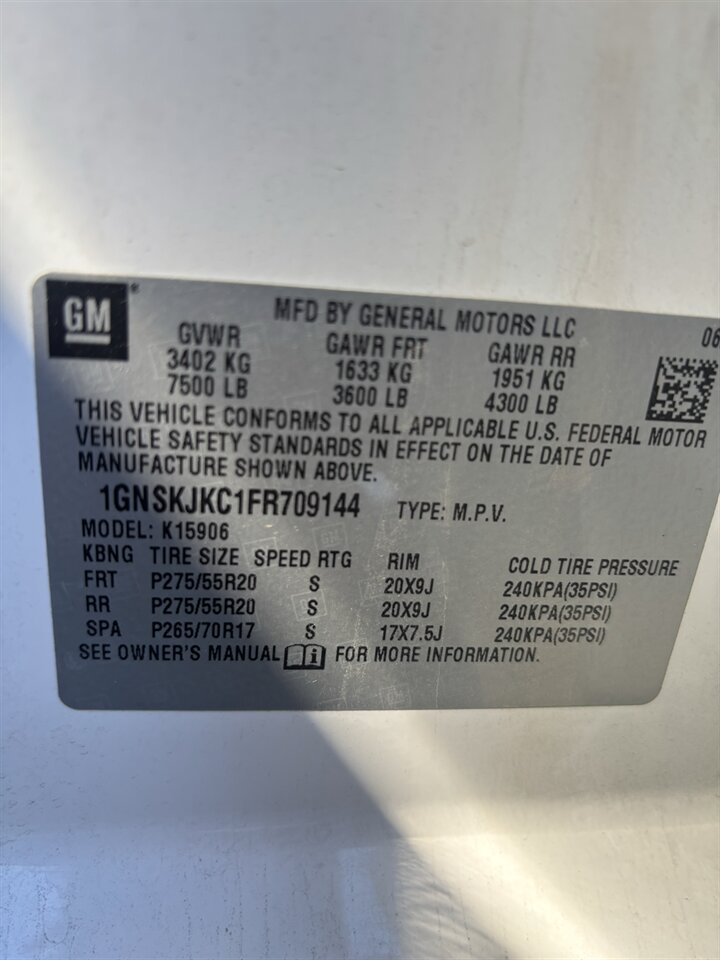 GM®
MFD BY GENERAL MOTORS LLC
06
GVWR GAWR FRT GAWR RR
3402 KG 1633 KG 1951 KG
7500 LB 3600 LB 4300 LB
THIS VEHICLE CONFORMS TO ALL APPLICABLE U.S. FEDERAL MOTOR
VEHICLE SAFETY STANDARDS IN EFFECT ON THE DATE OF
MANUFACTURE SHOWN ABOVE.
1GNSKJKC1FR709144 TYPE: M.P.V.
MODEL: K15906
KBNG TIRE SIZE SPEED RTG RIM COLD TIRE PRESSURE
FRT P275/55R20 S 20X9J 240KPA(35PSI)
RR P275/55R20 S 20X9J 240KPA(35PSI)
SPA P265/70R17 S 17X7.5J 240KPA(35PSI)
SEE OWNER'S MANUAL i FOR MORE INFORMATION.